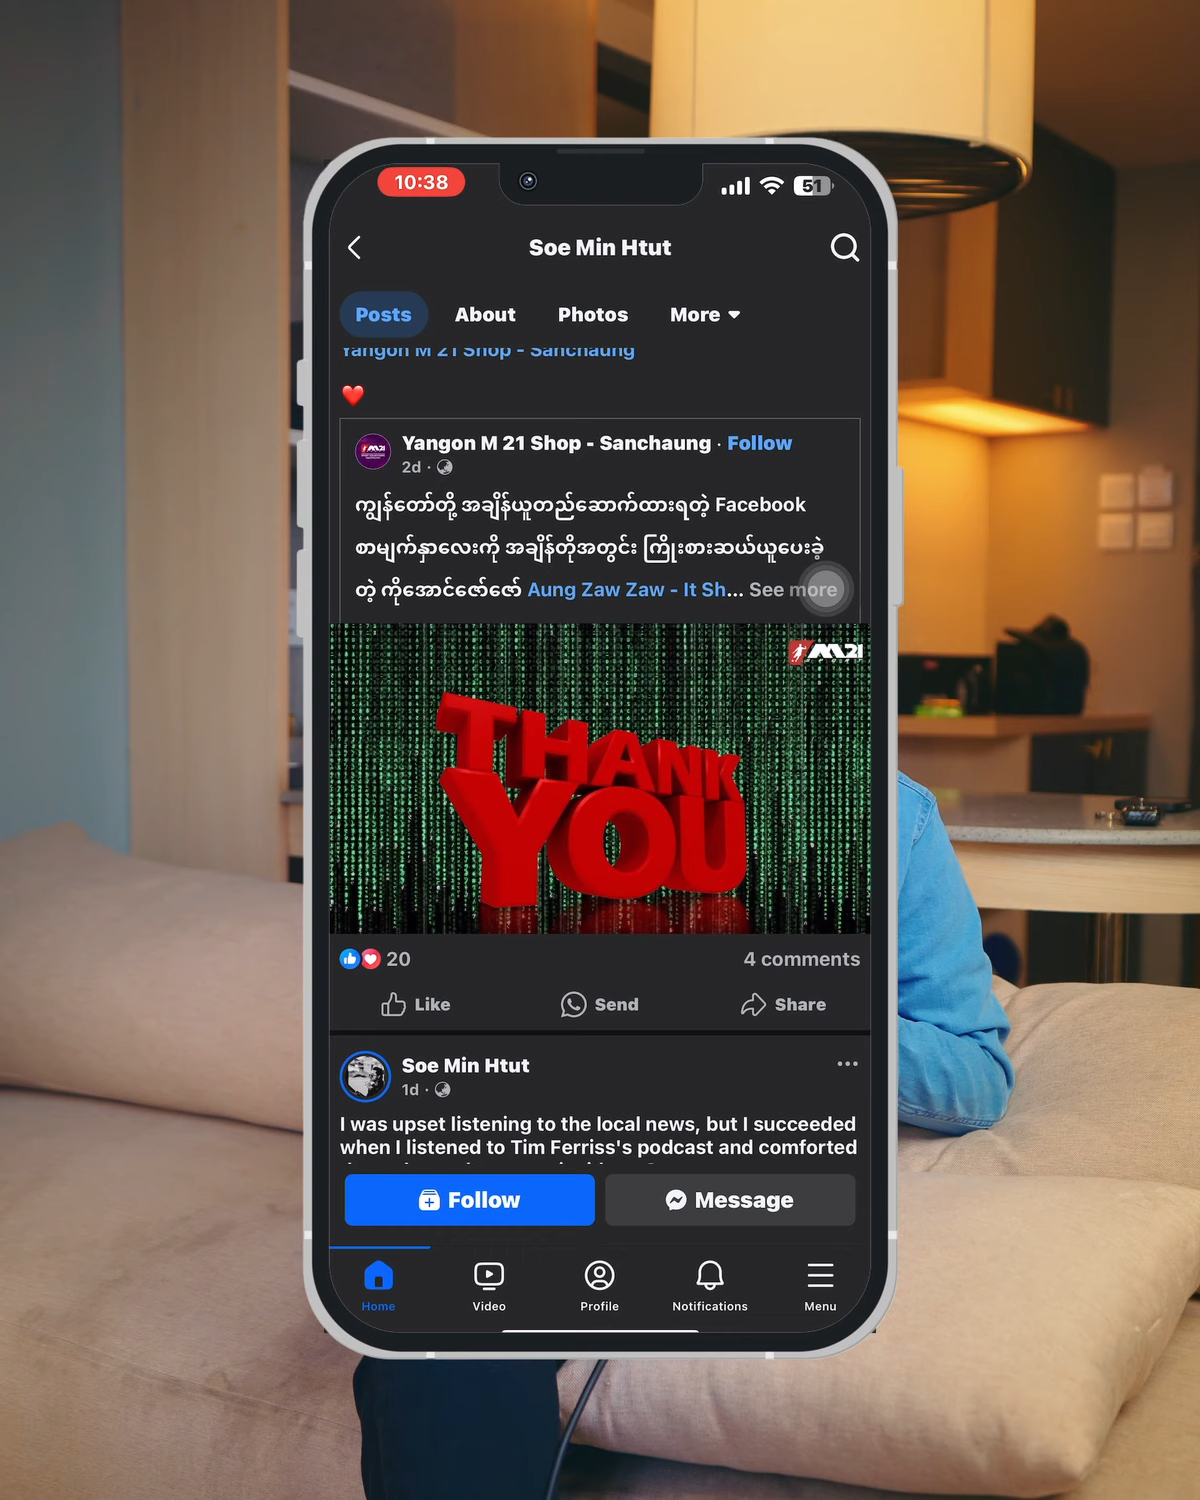 10:38
51
Soe Min Htut
Posts
About
Photos
More
Yangon M 21 Shop - Sanchaung
Yangon M 21 Shop - Sanchaung · Follow
2d ·
ကျွန်တော်တို့ အချိန်ယူတည်ဆောက်ထားရတဲ့ Facebook
စာမျက်နှာလေးကို အချိန်တိုအတွင်း ကြိုးစားဆယ်ယူပေးခဲ့
တဲ့ ကိုအောင်ဇော်ဇော် Aung Zaw Zaw - It Sh... See more
M21
THANK
YOU
20
4 comments
Like
Send
Share
Soe Min Htut
1d ·
I was upset listening to the local news, but I succeeded
when I listened to Tim Ferriss's podcast and comforted
Follow
Message
Home
Video
Profile
Notifications
Menu